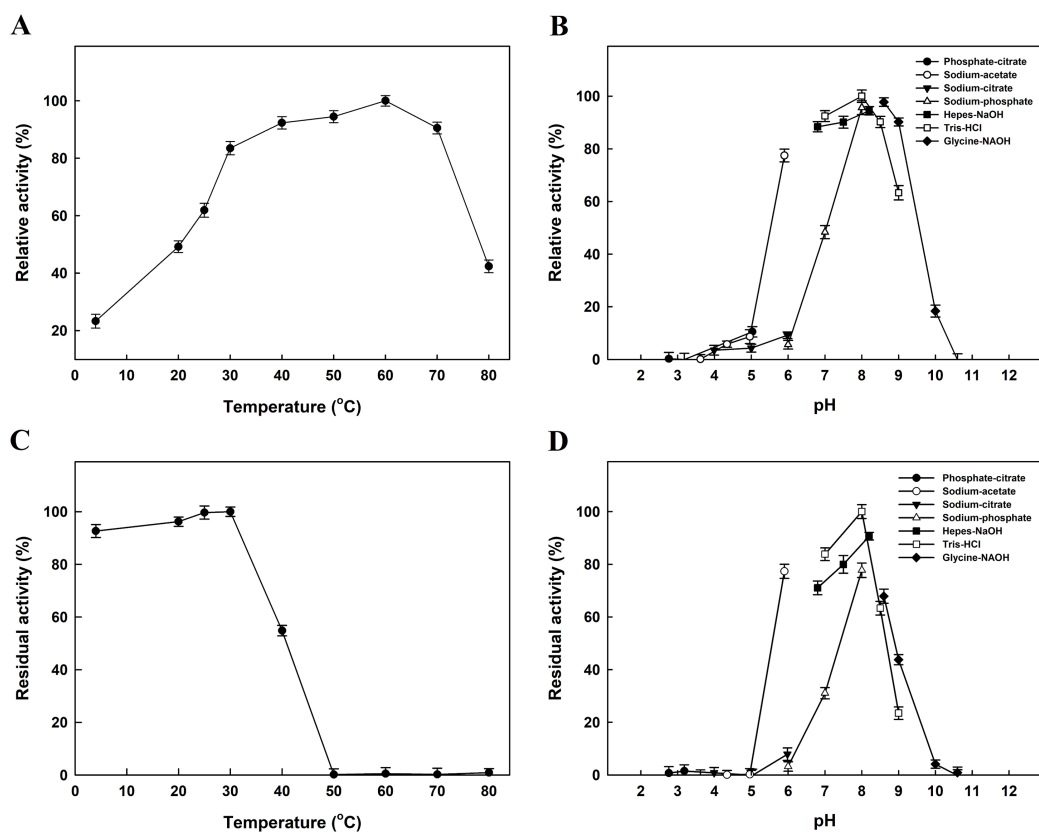 A
Relative activity (%)
100
80
60
40
20
0 10 20 30 40 50 60 70 80
Temperature (°C)
B
Relative activity (%)
100
80
60
40
20
0
2 3 4 5 6 7 8 9 10 11 12
pH
Phosphate-citrate
Sodium-acetate
Sodium-citrate
Sodium-phosphate
Hepes-NaOH
Tris-HCl
Glycine-NAOH
C
Residual activity (%)
100
80
60
40
20
0
0 10 20 30 40 50 60 70 80
Temperature (°C)
D
Residual activity (%)
100
80
60
40
20
0
2 3 4 5 6 7 8 9 10 11 12
pH
Phosphate-citrate
Sodium-acetate
Sodium-citrate
Sodium-phosphate
Hepes-NaOH
Tris-HCl
Glycine-NAOH